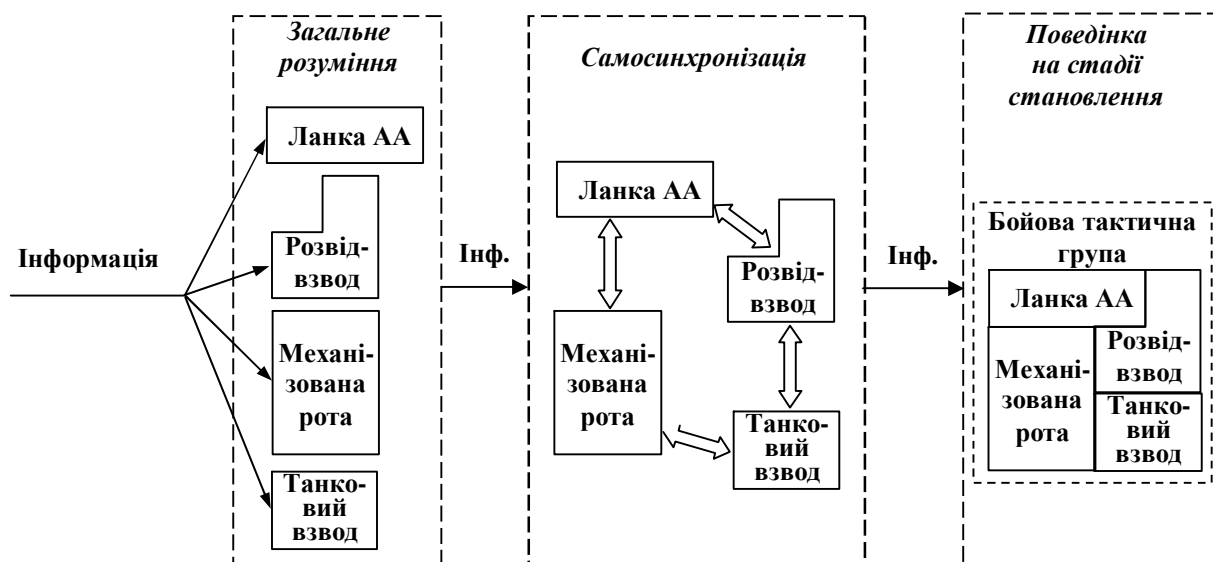 Інформація
Загальне
розуміння
Ланка АА
Розвід-
взвод
Механі-
зована
рота
Танко-
вий
взвод
Інф.
Самосинхронізація
Ланка АА
Розвід-
взвод
Механі-
зована
рота
Танко-
вий
взвод
Інф.
Поведінка
на стадії
становлення
Бойова тактична
група
Ланка АА
Розвід-
взвод
Механі-
зована
рота
Танко-
вий
взвод